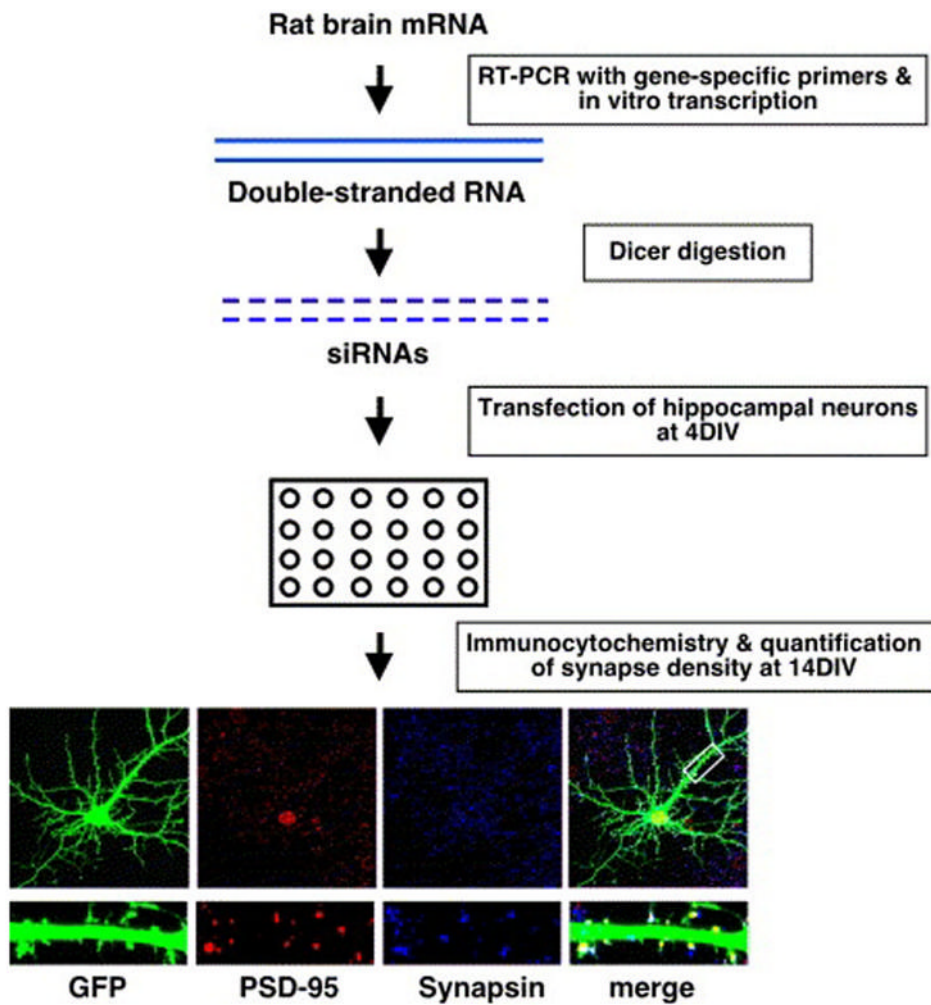 Rat brain mRNA
RT-PCR with gene-specific primers &
in vitro transcription
Double-stranded RNA
Dicer digestion
siRNAs
Transfection of hippocampal neurons
at 4DIV
Immunocytochemistry & quantification
of synapse density at 14DIV
GFP
PSD-95
Synapsin
merge